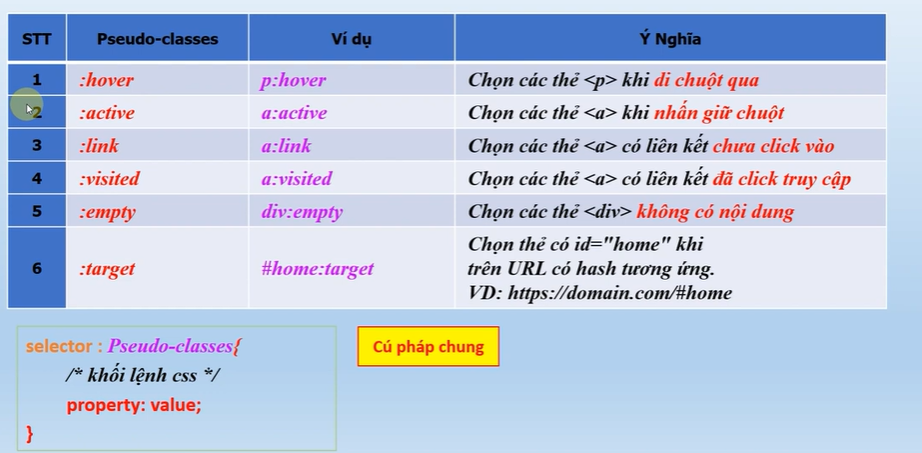 STT Pseudo-classes Ví dụ Ý Nghĩa
1 :hover p:hover Chọn các thẻ <p> khi di chuột qua
2 :active a:active Chọn các thẻ <a> khi nhấn giữ chuột
3 :link a:link Chọn các thẻ <a> có liên kết chưa click vào
4 :visited a:visited Chọn các thẻ <a> có liên kết đã click truy cập
5 :empty div:empty Chọn các thẻ <div> không có nội dung
6 :target #home:target Chọn thẻ có id="home" khi
trên URL có hash tương ứng.
VD: https://domain.com/#home
selector : Pseudo-classes{
/* khối lệnh css */
property: value;
}
Cú pháp chung